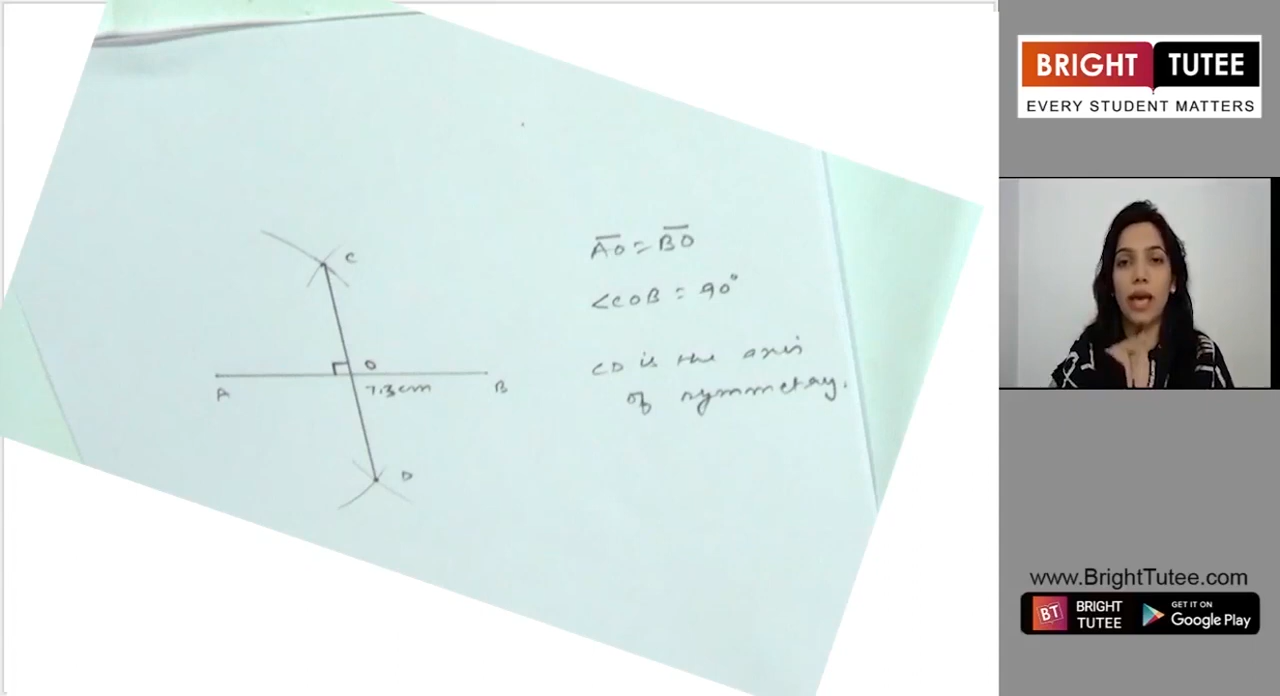 C
O
A
7.3cm
B
D
AO = BO
∠COB = 90°
CD is the axis
of symmetry.
BRIGHT TUTEE
EVERY STUDENT MATTERS
www.BrightTutee.com
BT
BRIGHT
TUTEE
GET IT ON
Google Play